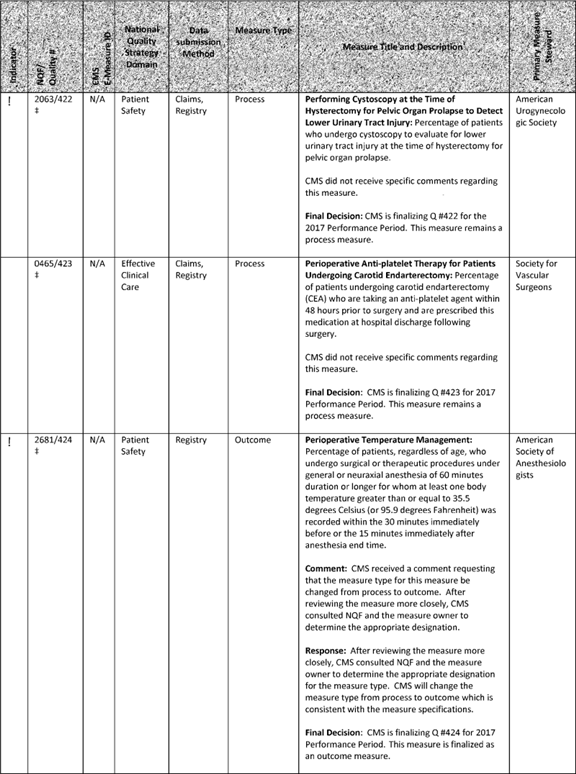 Indicator
NQF/
Quality #
EMS
E-Measure ID
National
Quality
Strategy
Domain
Data
submission
Method
Measure Type
Measure Title and Description
Primary Measure
Steward
!
2063/422
‡
N/A
Patient
Safety
Claims,
Registry
Process
Performing Cystoscopy at the Time of
Hysterectomy for Pelvic Organ Prolapse to Detect
Lower Urinary Tract Injury: Percentage of patients
who undergo cystoscopy to evaluate for lower
urinary tract injury at the time of hysterectomy for
pelvic organ prolapse.
CMS did not receive specific comments regarding
this measure.
Final Decision: CMS is finalizing Q #422 for the
2017 Performance Period. This measure remains a
process measure.
American
Urogynecolo
gic Society
0465/423
‡
N/A
Effective
Clinical
Care
Claims,
Registry
Process
Perioperative Anti-platelet Therapy for Patients
Undergoing Carotid Endarterectomy: Percentage
of patients undergoing carotid endarterectomy
(CEA) who are taking an anti-platelet agent within
48 hours prior to surgery and are prescribed this
medication at hospital discharge following
surgery.
CMS did not receive specific comments regarding
this measure.
Final Decision: CMS is finalizing Q #423 for 2017
Performance Period. This measure remains a
process measure.
Society for
Vascular
Surgeons
!
2681/424
‡
N/A
Patient
Safety
Registry
Outcome
Perioperative Temperature Management:
Percentage of patients, regardless of age, who
undergo surgical or therapeutic procedures under
general or neuraxial anesthesia of 60 minutes
duration or longer for whom at least one body
temperature greater than or equal to 35.5
degrees Celsius (or 95.9 degrees Fahrenheit) was
recorded within the 30 minutes immediately
before or the 15 minutes immediately after
anesthesia end time.
Comment: CMS received a comment requesting
that the measure type for this measure be
changed from process to outcome. After
reviewing the measure more closely, CMS
consulted NQF and the measure owner to
determine the appropriate designation.
Response: After reviewing the measure more
closely, CMS consulted NQF and the measure
owner to determine the appropriate designation
for the measure type. CMS will change the
measure type from process to outcome which is
consistent with the measure specifications.
Final Decision: CMS is finalizing Q #424 for 2017
Performance Period. This measure is finalized as
an outcome measure.
American
Society of
Anesthesiolo
gists